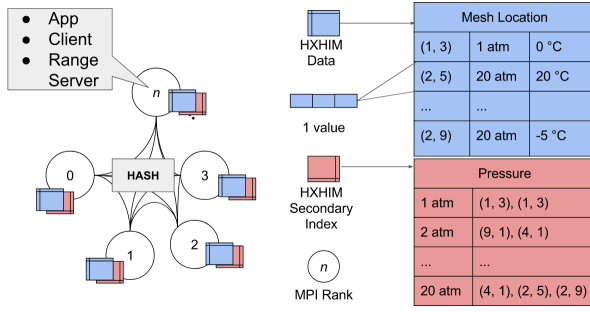 ● App
● Client
● Range
Server
n
HASH
0
3
1
2
HXHIM
Data
1 value
HXHIM
Secondary
Index
n
MPI Rank
Mesh Location
(1, 3) 1 atm 0 °C
(2, 5) 20 atm 20 °C
... ...
(2, 9) 20 atm -5 °C
Pressure
1 atm (1, 3), (1, 3)
2 atm (9, 1), (4, 1)
... ...
20 atm (4, 1), (2, 5), (2, 9)